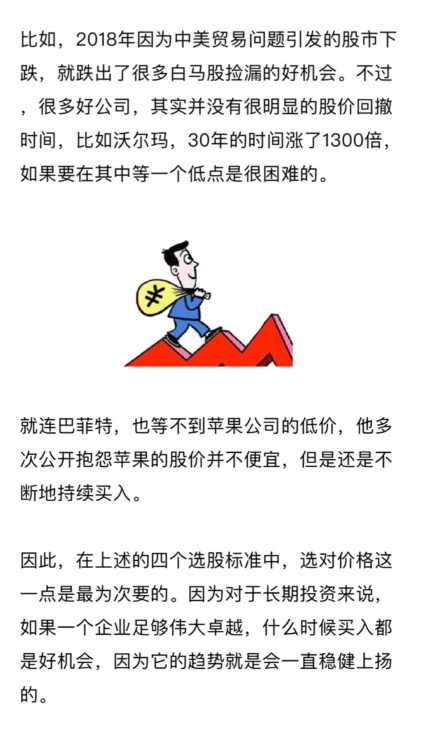 比如，2018年因为中美贸易问题引发的股市下
跌，就跌出了很多白马股捡漏的好机会。不过
，很多好公司，其实并没有很明显的股价回撤
时间，比如沃尔玛，30年的时间涨了1300倍，
如果要在其中等一个低点是很困难的。
¥
就连巴菲特，也等不到苹果公司的低价，他多
次公开抱怨苹果的股价并不便宜，但是还是不
断地持续买入。
因此，在上述的四个选股标准中，选对价格这
一点是最为次要的。因为对于长期投资来说，
如果一个企业足够伟大卓越，什么时候买入都
是好机会，因为它的趋势就是会一直稳健上扬
的。